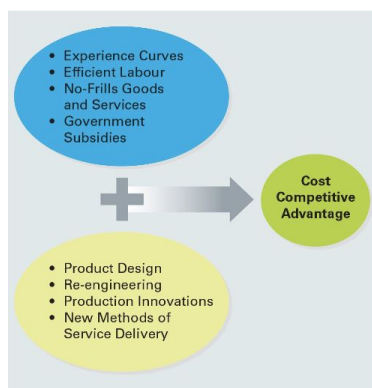 • Experience Curves
• Efficient Labour
• No-Frills Goods
and Services
• Government
Subsidies
Cost
Competitive
Advantage
• Product Design
• Re-engineering
• Production Innovations
• New Methods of
Service Delivery